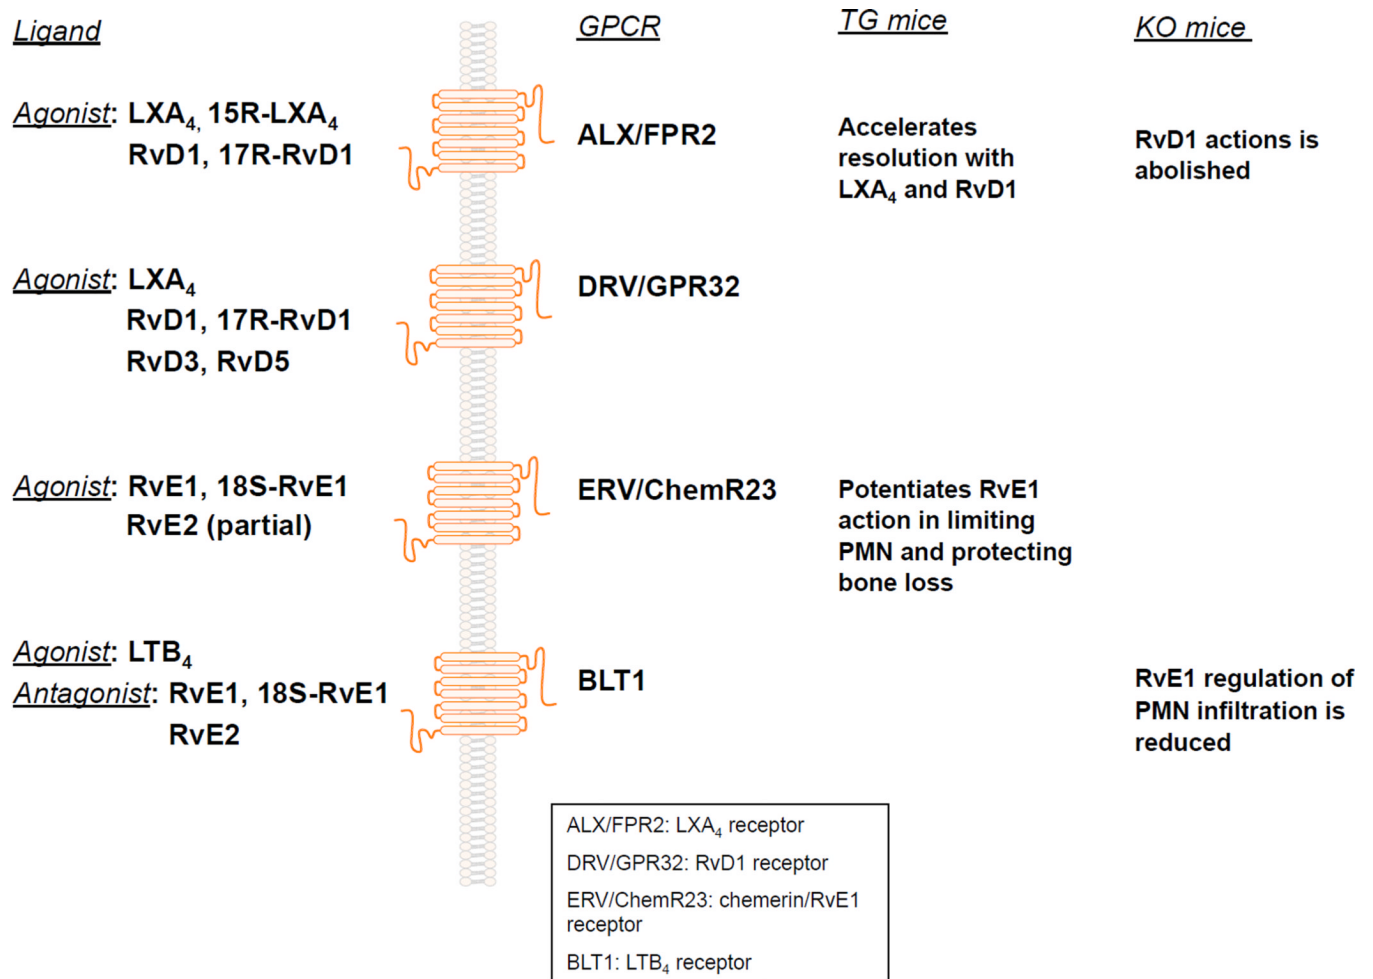 Ligand
GPCR
TG mice
KO mice
Agonist: LXA₄, 15R-LXA₄
RvD1, 17R-RvD1
ALX/FPR2
Accelerates
resolution with
LXA₄ and RvD1
RvD1 actions is
abolished
Agonist: LXA₄
RvD1, 17R-RvD1
RvD3, RvD5
DRV/GPR32
Agonist: RvE1, 18S-RvE1
RvE2 (partial)
ERV/ChemR23
Potentiates RvE1
action in limiting
PMN and protecting
bone loss
Agonist: LTB₄
Antagonist: RvE1, 18S-RvE1
RvE2
BLT1
RvE1 regulation of
PMN infiltration is
reduced
ALX/FPR2: LXA₄ receptor
DRV/GPR32: RvD1 receptor
ERV/ChemR23: chemerin/RvE1
receptor
BLT1: LTB₄ receptor